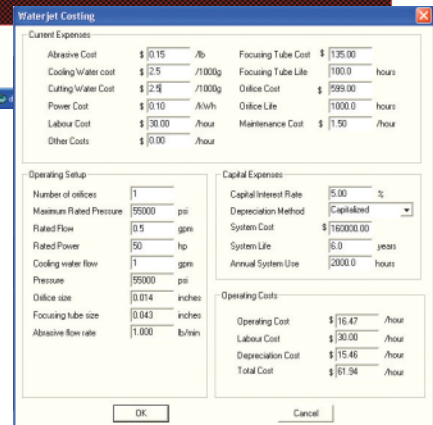 Waterjet Costing
Current Expenses
Abrasive Cost $ 0.15 /lb
Cooling Water cost $ 2.5 /1000g
Cutting Water Cost $ 2.5 /1000g
Power Cost $ 0.10 /kWh
Labour Cost $ 30.00 /hour
Other Costs $ 0.00 /hour
Focusing Tube Cost $ 135.00
Focusing Tube Life 100.0 hours
Orifice Cost $ 599.00
Orifice Life 1000.0 hours
Maintenance Cost $ 1.50 /hour
Operating Setup
Number of orifices 1
Maximum Rated Pressure 55000 psi
Rated Flow 0.5 gpm
Rated Power 50 hp
Cooling water flow 1 gpm
Pressure 55000 psi
Orifice size 0.014 inches
Focusing tube size 0.043 inches
Abrasive flow rate 1.000 lb/min
Capital Expenses
Capital Interest Rate 5.00 %
Depreciation Method Capitalized
System Cost $ 160000.00
System Life 6.0 years
Annual System Use 2000.0 hours
Operating Costs
Operating Cost $ 16.47 /hour
Labour Cost $ 30.00 /hour
Depreciation Cost $ 15.46 /hour
Total Cost $ 61.94 /hour
OK
Cancel